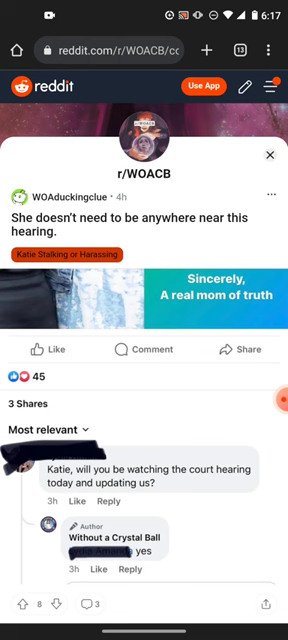 6:17
reddit.com/r/WOACB/cc
13
reddit
Use App
WOACB
r/WOACB
WOAduckingclue · 4h
She doesn’t need to be anywhere near this
hearing.
Katie Stalking or Harassing
Sincerely,
A real mom of truth
Like Comment Share
45
3 Shares
Most relevant
Katie, will you be watching the court hearing
today and updating us?
3h Like Reply
Author
Without a Crystal Ball
yes
3h Like Reply
8 3